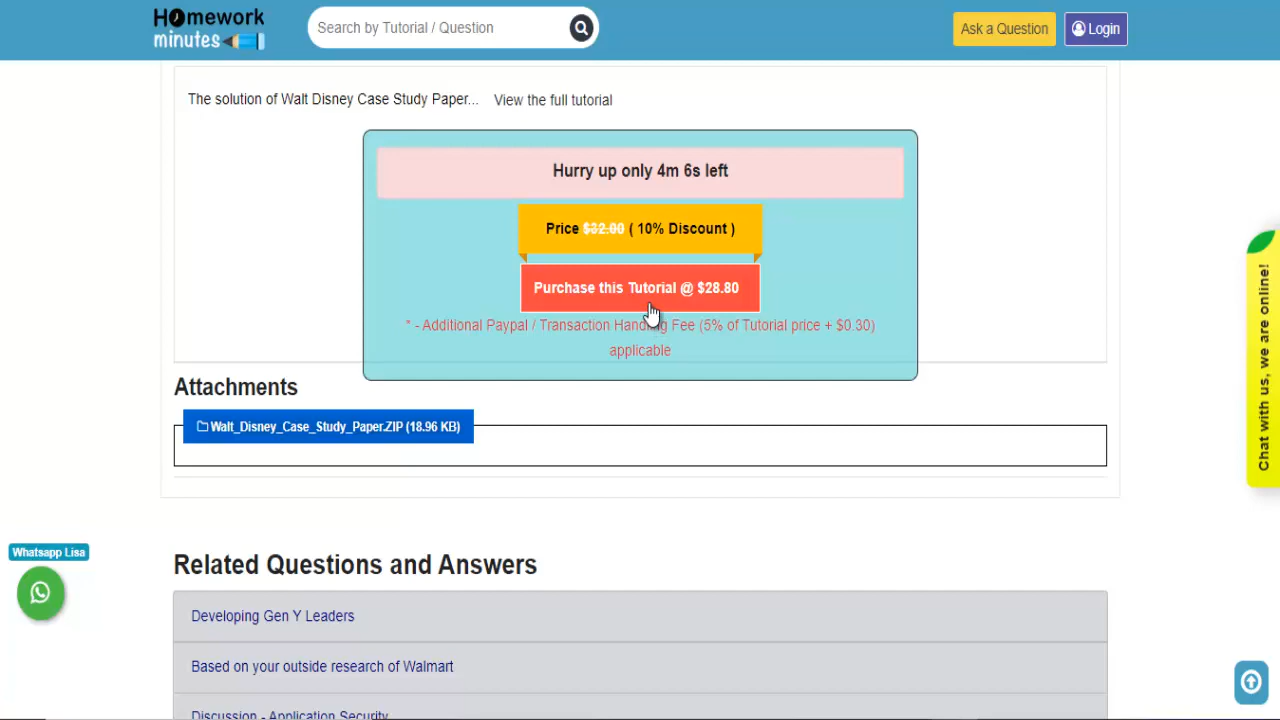 Homework
minutes
Search by Tutorial / Question
Ask a Question
Login
The solution of Walt Disney Case Study Paper... View the full tutorial
Hurry up only 4m 6s left
Price $32.00 ( 10% Discount )
Purchase this Tutorial @ $28.80
* - Additional Paypal / Transaction Handling Fee (5% of Tutorial price + $0.30)
applicable
Attachments
Walt_Disney_Case_Study_Paper.ZIP (18.96 KB)
Chat with us, we are online!
Whatsapp Lisa
Related Questions and Answers
Developing Gen Y Leaders
Based on your outside research of Walmart
Discussion - Application Security